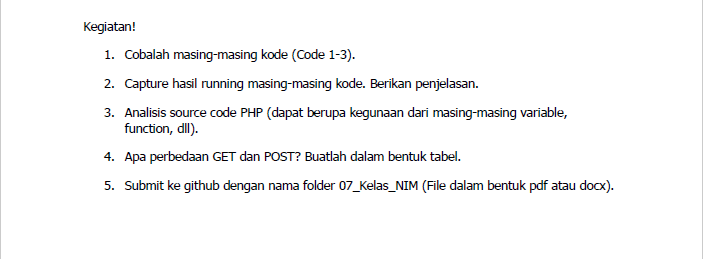 Kegiatan!
1. Cobalah masing-masing kode (Code 1-3).
2. Capture hasil running masing-masing kode. Berikan penjelasan.
3. Analisis source code PHP (dapat berupa kegunaan dari masing-masing variable,
function, dll).
4. Apa perbedaan GET dan POST? Buatlah dalam bentuk tabel.
5. Submit ke github dengan nama folder 07_Kelas_NIM (File dalam bentuk pdf atau docx).